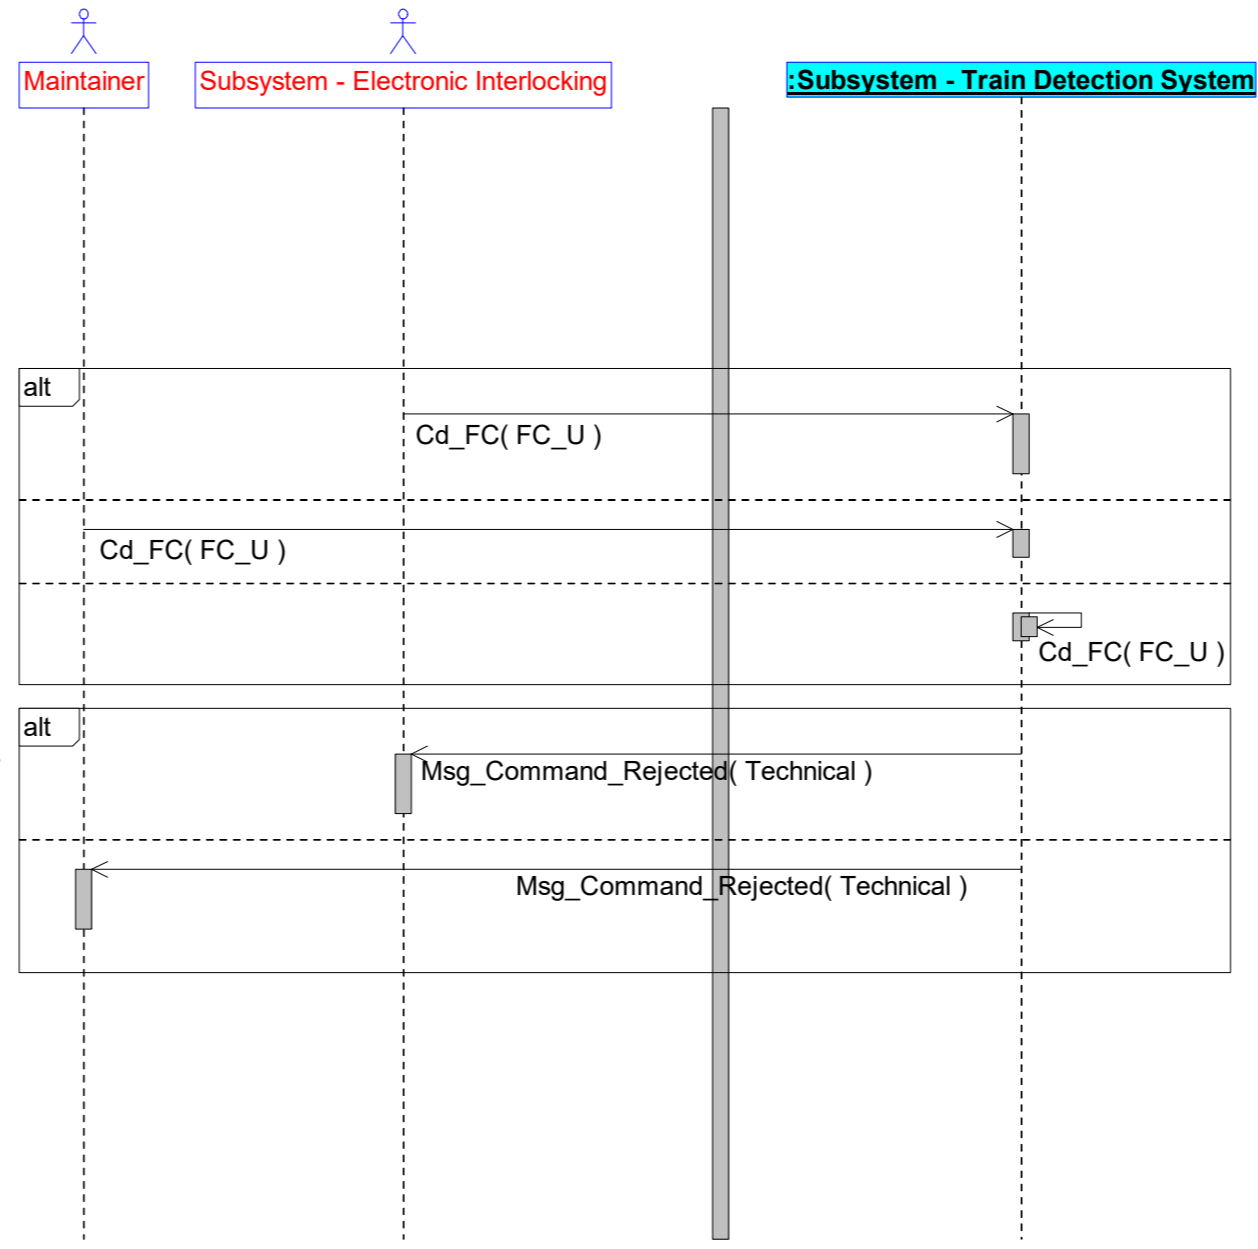 Maintainer
Subsystem - Electronic Interlocking
:Subsystem - Train Detection System
alt
Cd_FC( FC_U )
Cd_FC( FC_U )
Cd_FC( FC_U )
alt
Msg_Command_Rejected( Technical )
Msg_Command_Rejected( Technical )